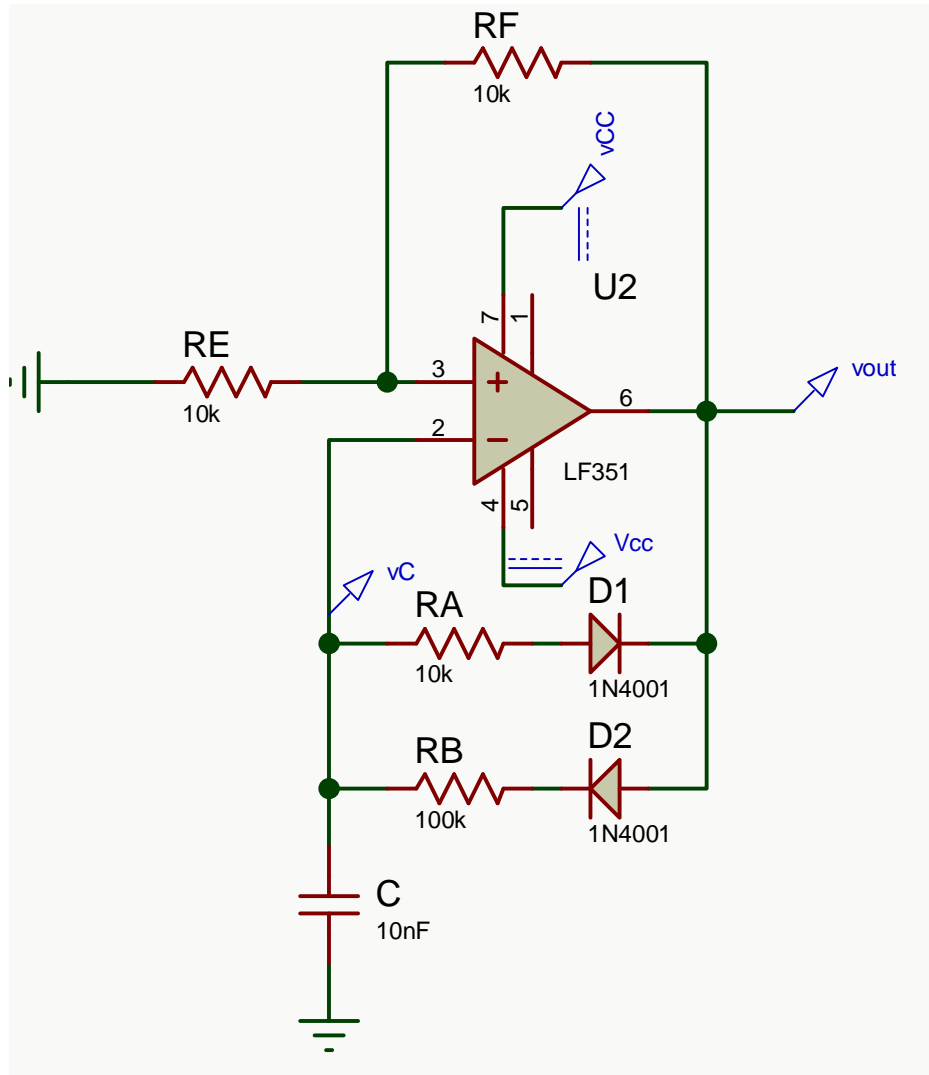 RF
10k
vCC
U2
7
1
RE
10k
3
+
6
vout
2
−
LF351
4
5
Vcc
vC
RA
10k
D1
1N4001
RB
100k
D2
1N4001
C
10nF